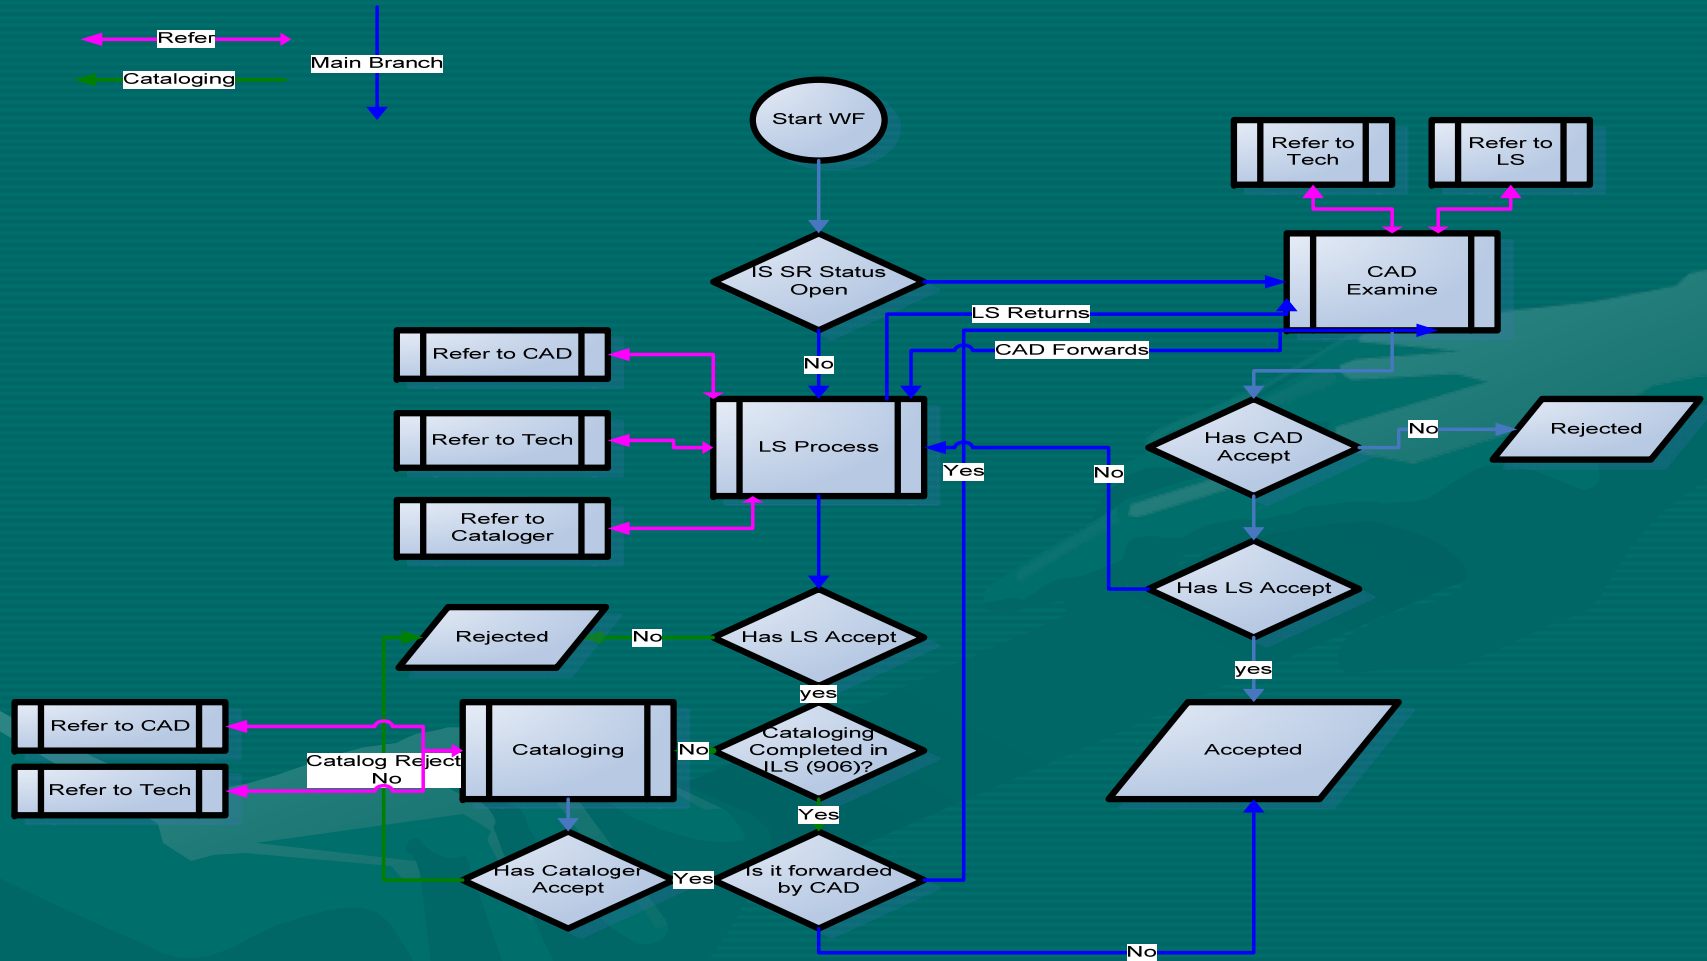 Refer
Cataloging
Main Branch
Start WF
Refer to
Tech
Refer to
LS
IS SR Status
Open
CAD
Examine
LS Returns
CAD Forwards
No
Refer to CAD
Refer to Tech
Refer to
Cataloger
LS Process
Yes
No
Has CAD
Accept
No
Rejected
Has LS Accept
Rejected
No
Has LS Accept
yes
yes
Refer to CAD
Refer to Tech
Catalog Reject
No
Cataloging
No
Cataloging
Completed in
ILS (906)?
Accepted
Yes
Has Cataloger
Accept
Yes
Is it forwarded
by CAD
No